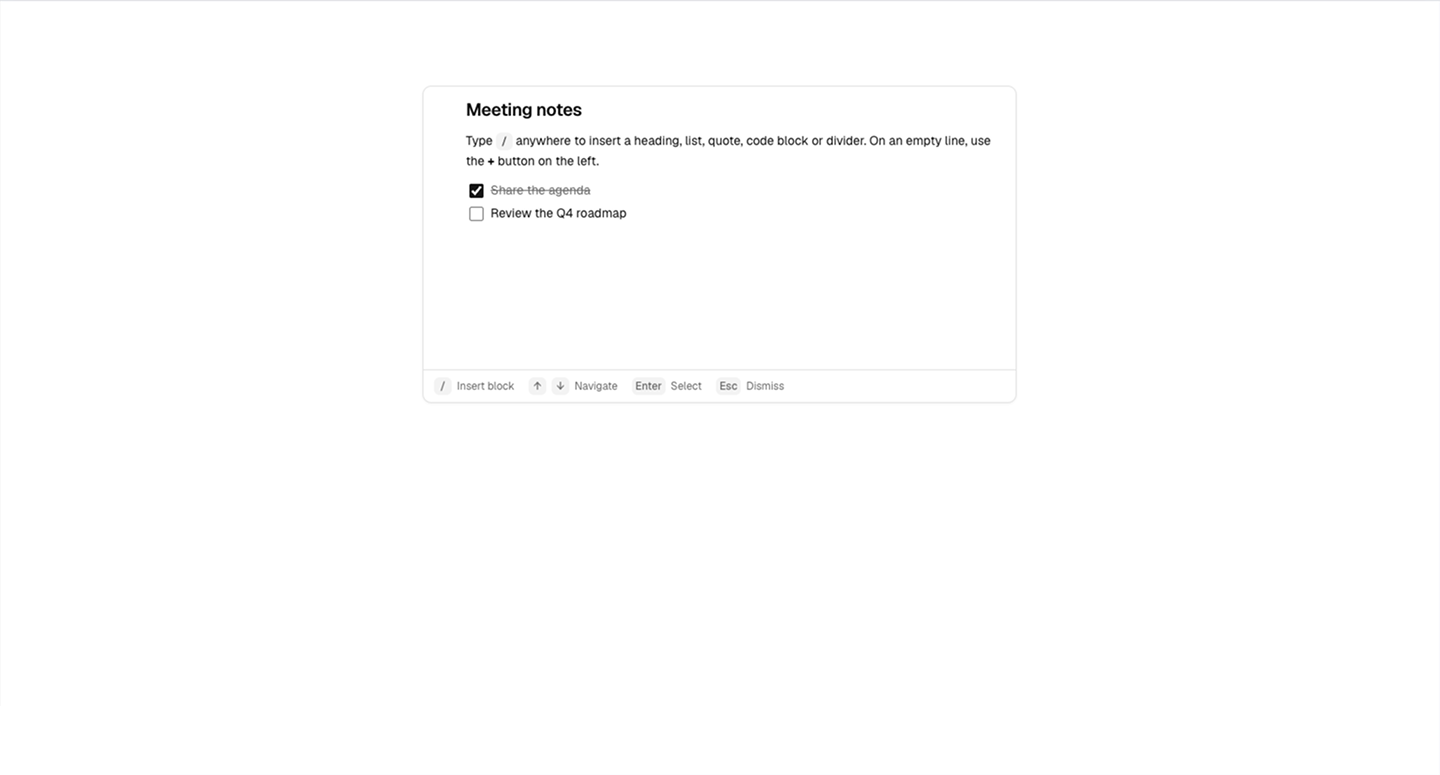 Meeting notes
Type / anywhere to insert a heading, list, quote, code block or divider. On an empty line, use
the + button on the left.
Share the agenda
Review the Q4 roadmap
/ Insert block ↑ ↓ Navigate Enter Select Esc Dismiss